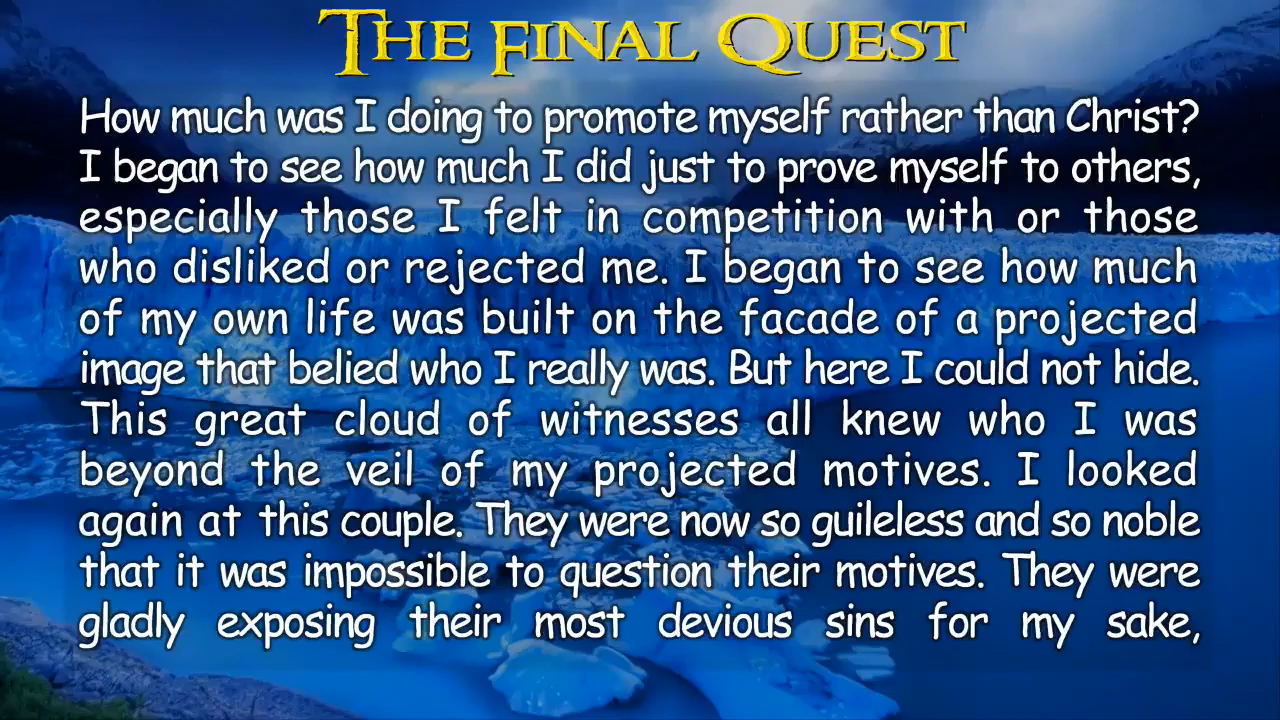 The Final Quest
How much was I doing to promote myself rather than Christ?
I began to see how much I did just to prove myself to others,
especially those I felt in competition with or those
who disliked or rejected me. I began to see how much
of my own life was built on the facade of a projected
image that belied who I really was. But here I could not hide.
This great cloud of witnesses all knew who I was
beyond the veil of my projected motives. I looked
again at this couple. They were now so guileless and so noble
that it was impossible to question their motives. They were
gladly exposing their most devious sins for my sake,